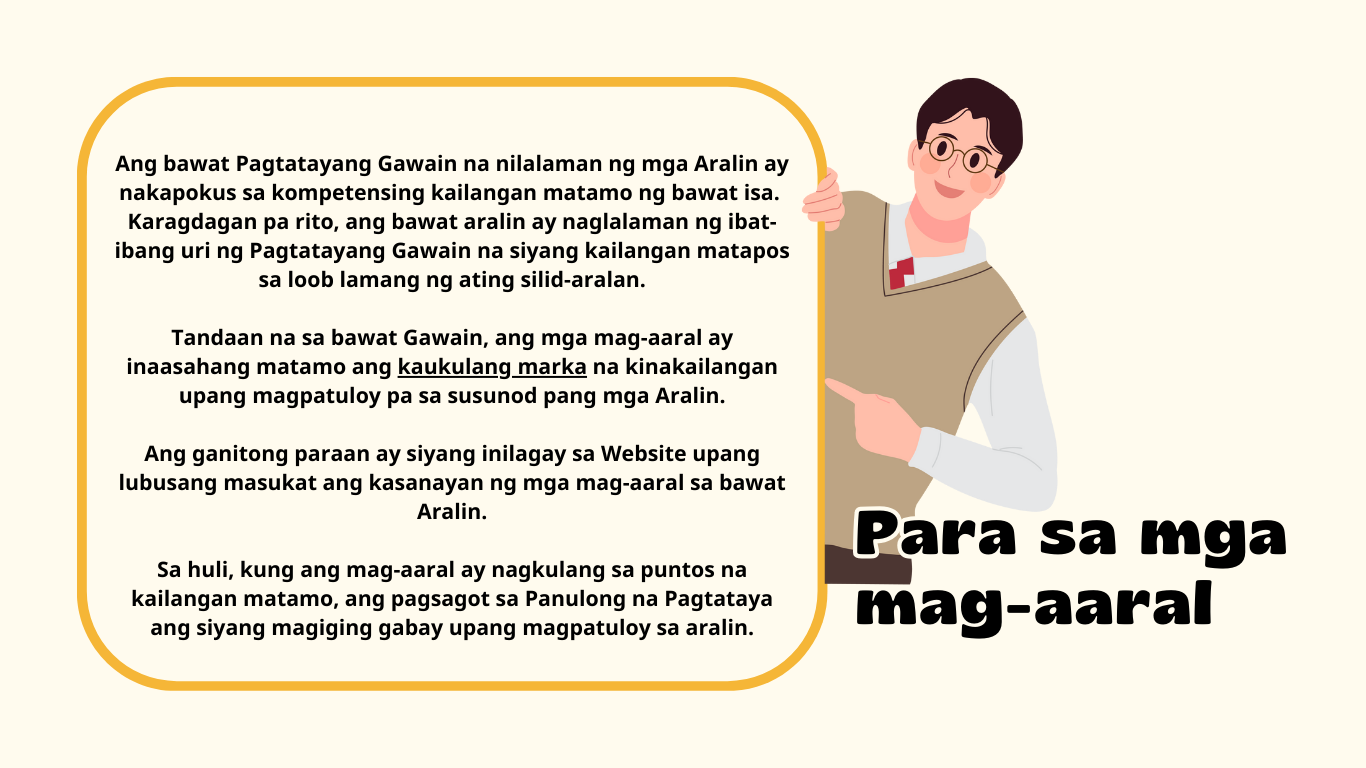 Ang bawat Pagtatayang Gawain na nilalaman ng mga Aralin ay
nakapokus sa kompetensing kailangan matamo ng bawat isa.
Karagdagan pa rito, ang bawat aralin ay naglalaman ng ibat-
ibang uri ng Pagtatayang Gawain na siyang kailangan matapos
sa loob lamang ng ating silid-aralan.
Tandaan na sa bawat Gawain, ang mga mag-aaral ay
inaasahang matamo ang kaukulang marka na kinakailangan
upang magpatuloy pa sa susunod pang mga Aralin.
Ang ganitong paraan ay siyang inilagay sa Website upang
lubusang masukat ang kasanayan ng mga mag-aaral sa bawat
Aralin.
Sa huli, kung ang mag-aaral ay nagkulang sa puntos na
kailangan matamo, ang pagsagot sa Panulong na Pagtataya
ang siyang magiging gabay upang magpatuloy sa aralin.
Para sa mga
mag-aaral